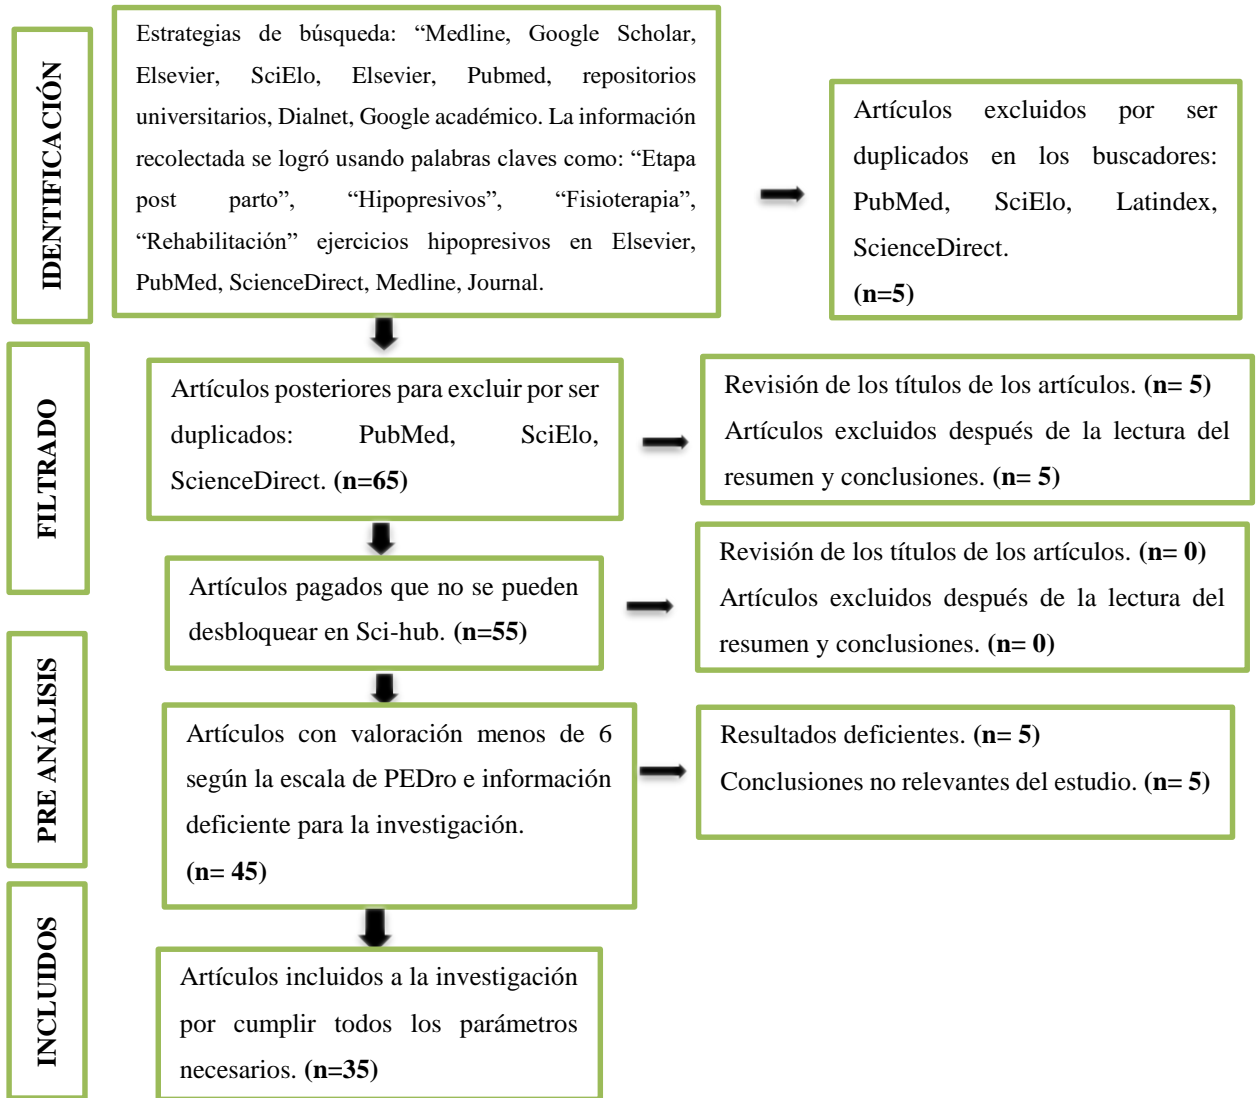 IDENTIFICACIÓN
Estrategias de búsqueda: “Medline, Google Scholar,
Elsevier, SciElo, Elsevier, Pubmed, repositorios
universitarios, Dialnet, Google académico. La información
recolectada se logró usando palabras claves como: “Etapa
post parto”, “Hipopresivos”, “Fisioterapia”,
“Rehabilitación” ejercicios hipopresivos en Elsevier,
PubMed, ScienceDirect, Medline, Journal.
Artículos excluidos por ser
duplicados en los buscadores:
PubMed, SciElo, Latindex,
ScienceDirect.
(n=5)
FILTRADO
Artículos posteriores para excluir por ser
duplicados: PubMed, SciElo,
ScienceDirect. (n=65)
Revisión de los títulos de los artículos. (n= 5)
Artículos excluidos después de la lectura del
resumen y conclusiones. (n= 5)
Artículos pagados que no se pueden
desbloquear en Sci-hub. (n=55)
Revisión de los títulos de los artículos. (n= 0)
Artículos excluidos después de la lectura del
resumen y conclusiones. (n= 0)
PRE ANÁLISIS
Artículos con valoración menos de 6
según la escala de PEDro e información
deficiente para la investigación.
(n= 45)
Resultados deficientes. (n= 5)
Conclusiones no relevantes del estudio. (n= 5)
INCLUIDOS
Artículos incluidos a la investigación
por cumplir todos los parámetros
necesarios. (n=35)